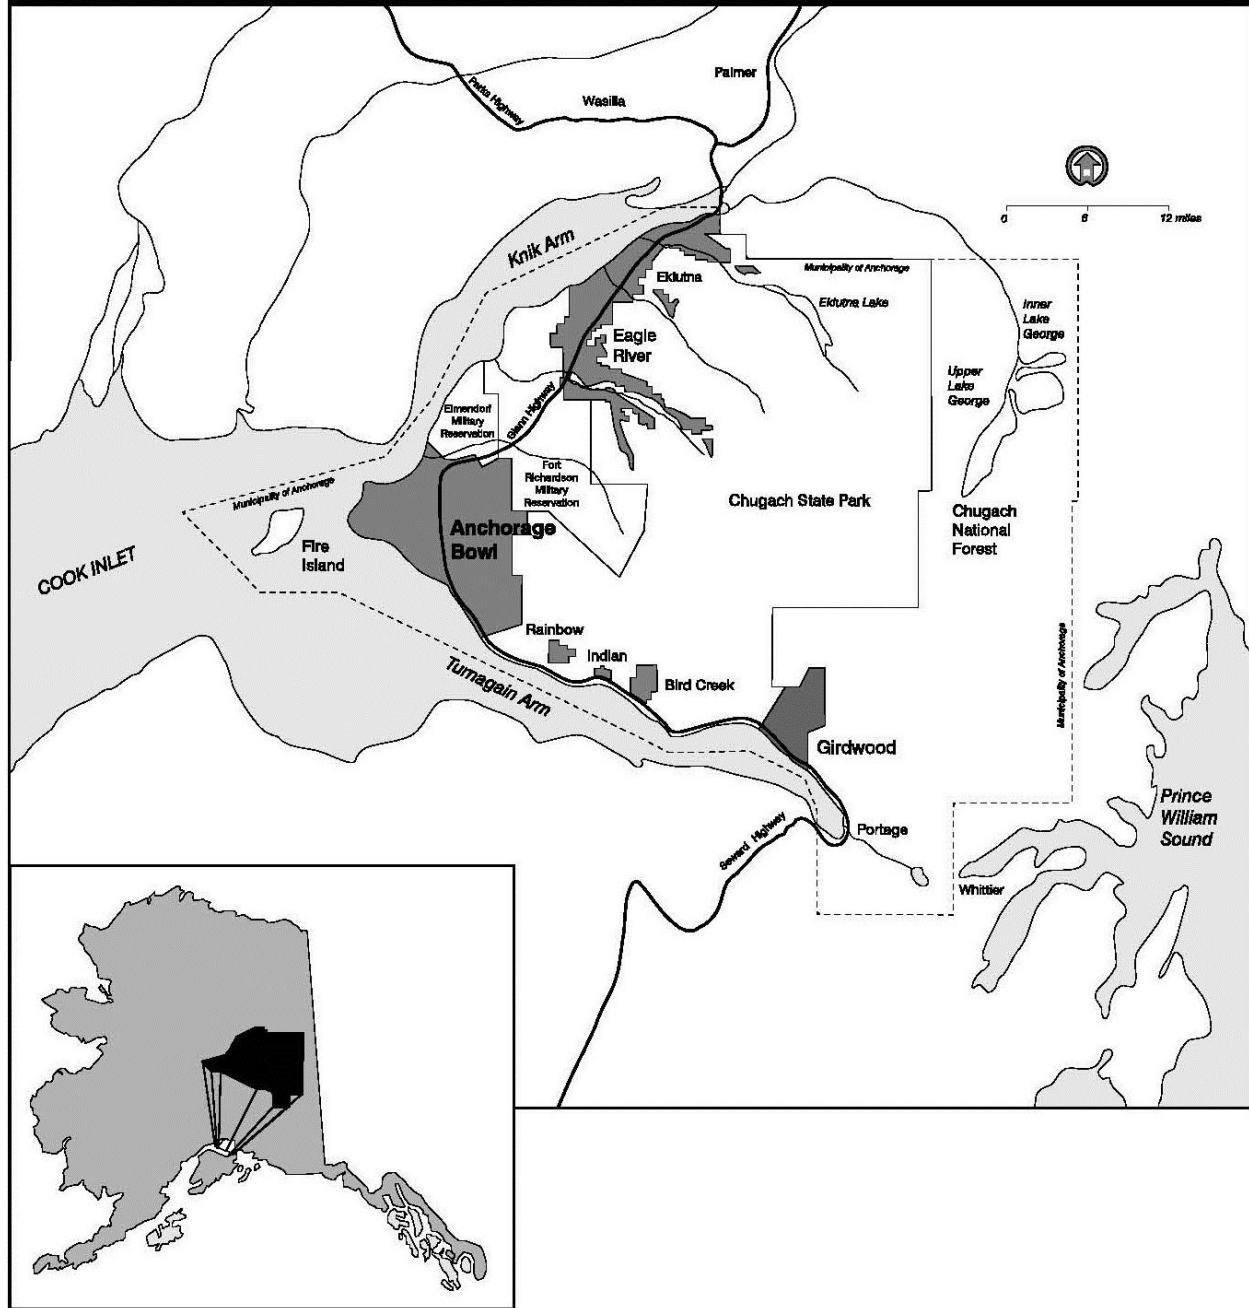 Palmer
Parks Highway
Wasilla
0 6 12 miles
Knik Arm
Eklutna
Municipality of Anchorage
Eklutna Lake
Inner
Lake
George
Eagle
River
Upper
Lake
George
Glenn Highway
Elmendorf
Military
Reservation
Fort
Richardson
Military
Reservation
Municipality of Anchorage
Chugach State Park
Chugach
National
Forest
Anchorage
Bowl
Fire
Island
COOK INLET
Rainbow
Indian
Bird Creek
Turnagain Arm
Municipality of Anchorage
Girdwood
Prince
William
Sound
Seward Highway
Portage
Whittier